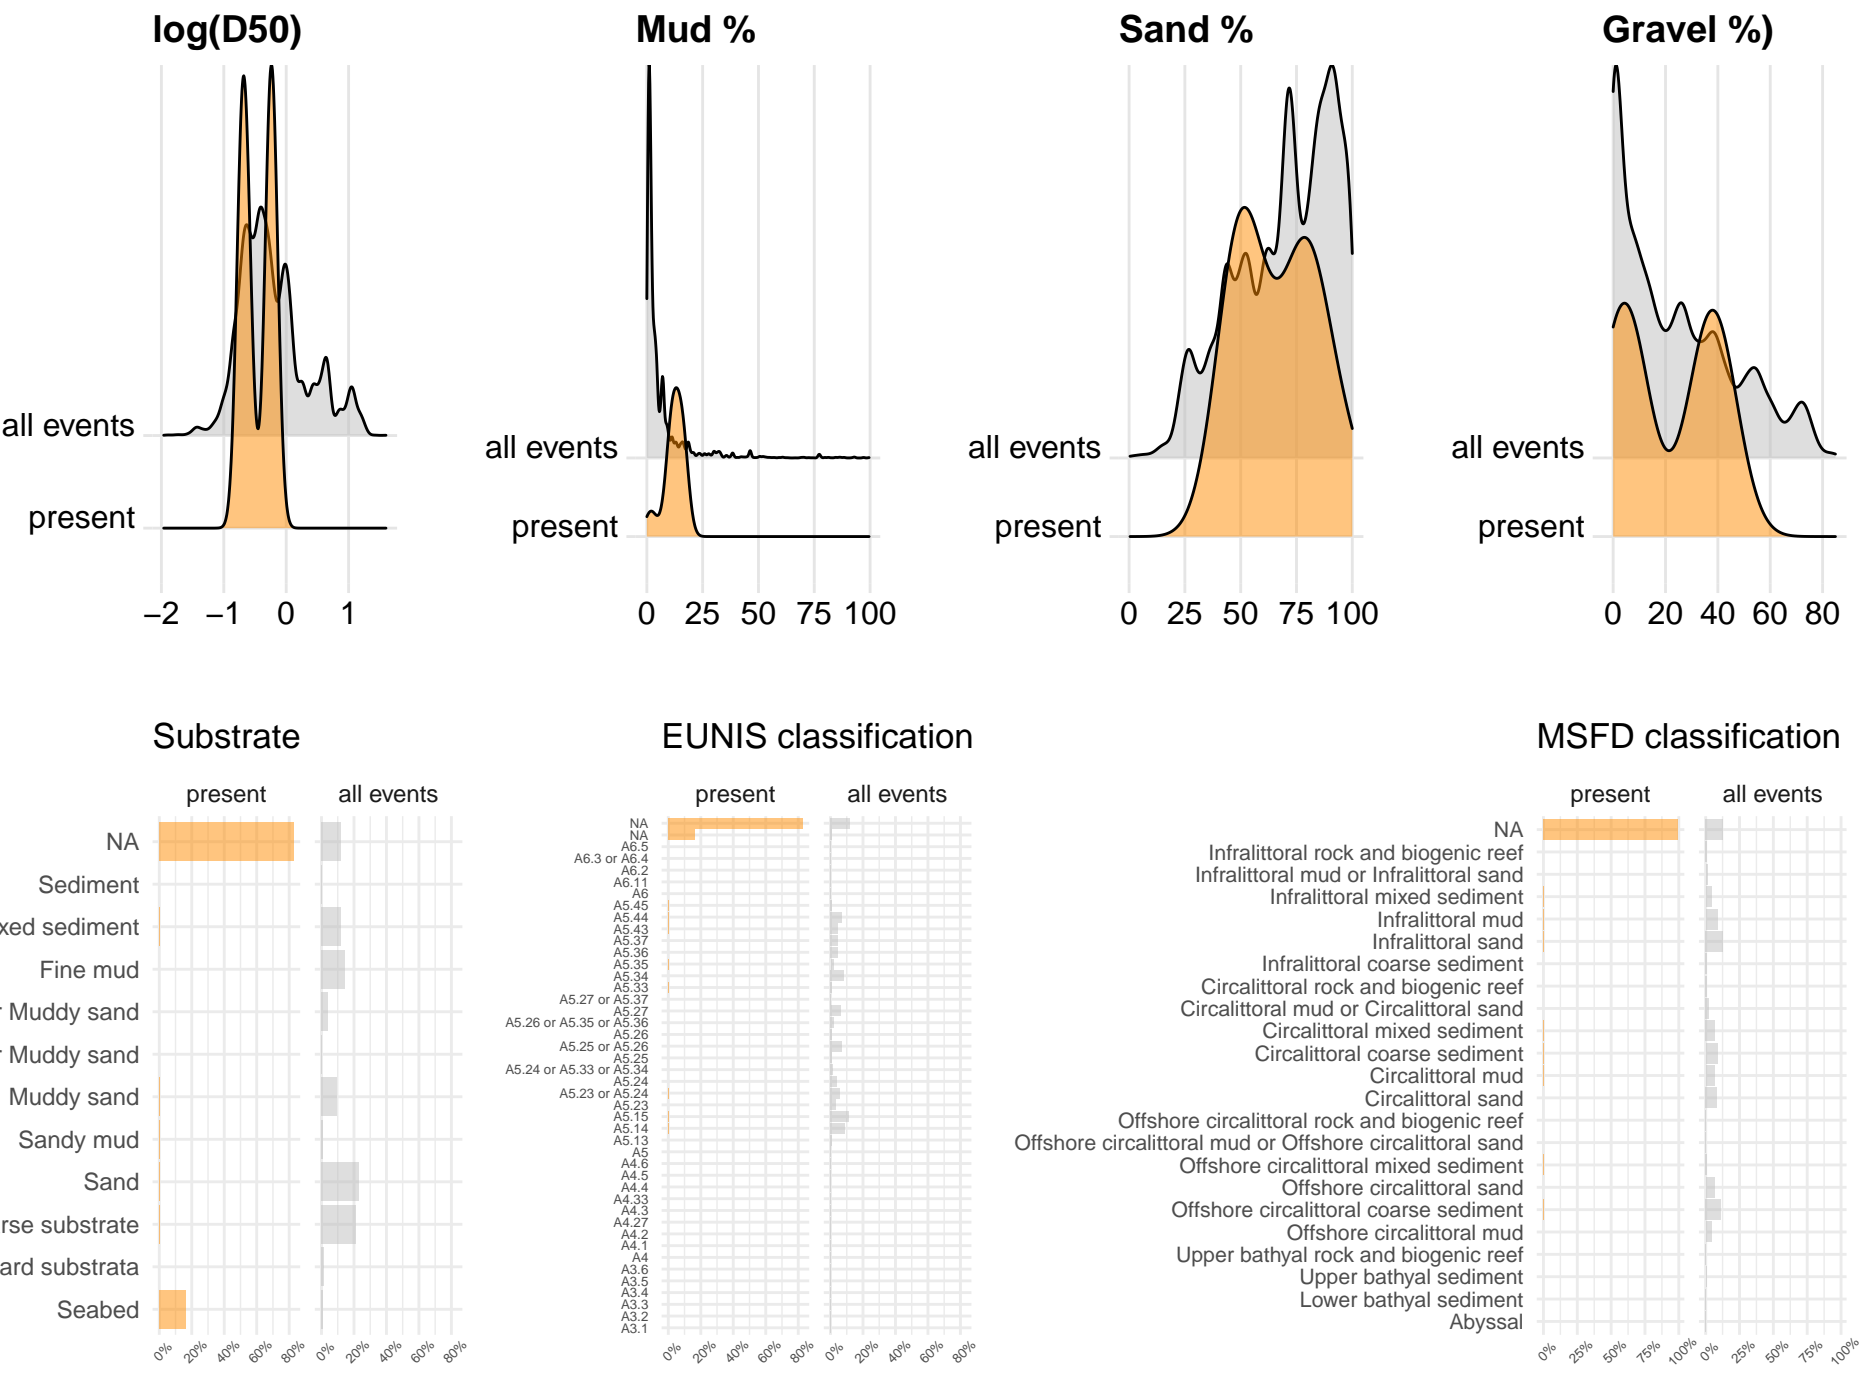 log(D50)
Mud %
Sand %
Gravel %)
all events
present
−2 −1 0 1
all events
present
0 25 50 75 100
all events
present
0 25 50 75 100
all events
present
0 20 40 60 80
Substrate
present all events
NA
Sediment
xed sediment
Fine mud
r Muddy sand
r Muddy sand
Muddy sand
Sandy mud
Sand
rse substrate
ard substrata
Seabed
0% 20% 40% 60% 80% 0% 20% 40% 60% 80%
EUNIS classification
present all events
NA
NA
A6.5
A6.3 or A6.4
A6.2
A6.11
A6
A5.45
A5.44
A5.43
A5.37
A5.36
A5.35
A5.34
A5.33
A5.27 or A5.37
A5.27
A5.26 or A5.35 or A5.36
A5.26
A5.25 or A5.26
A5.25
A5.24 or A5.33 or A5.34
A5.24
A5.23 or A5.24
A5.23
A5.15
A5.14
A5.13
A5
A4.6
A4.5
A4.4
A4.33
A4.3
A4.27
A4.2
A4.1
A4
A3.6
A3.5
A3.4
A3.3
A3.2
A3.1
0% 20% 40% 60% 80% 0% 20% 40% 60% 80%
MSFD classification
present all events
NA
Infralittoral rock and biogenic reef
Infralittoral mud or Infralittoral sand
Infralittoral mixed sediment
Infralittoral mud
Infralittoral sand
Infralittoral coarse sediment
Circalittoral rock and biogenic reef
Circalittoral mud or Circalittoral sand
Circalittoral mixed sediment
Circalittoral coarse sediment
Circalittoral mud
Circalittoral sand
Offshore circalittoral rock and biogenic reef
Offshore circalittoral mud or Offshore circalittoral sand
Offshore circalittoral mixed sediment
Offshore circalittoral sand
Offshore circalittoral coarse sediment
Offshore circalittoral mud
Upper bathyal rock and biogenic reef
Upper bathyal sediment
Lower bathyal sediment
Abyssal
0% 25% 50% 75% 100% 0% 25% 50% 75% 100%